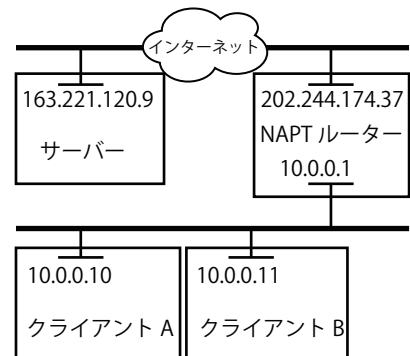 インターネット
163.221.120.9
サーバー
202.244.174.37
NAPT ルーター
10.0.0.1
10.0.0.10
クライアント A
10.0.0.11
クライアント B